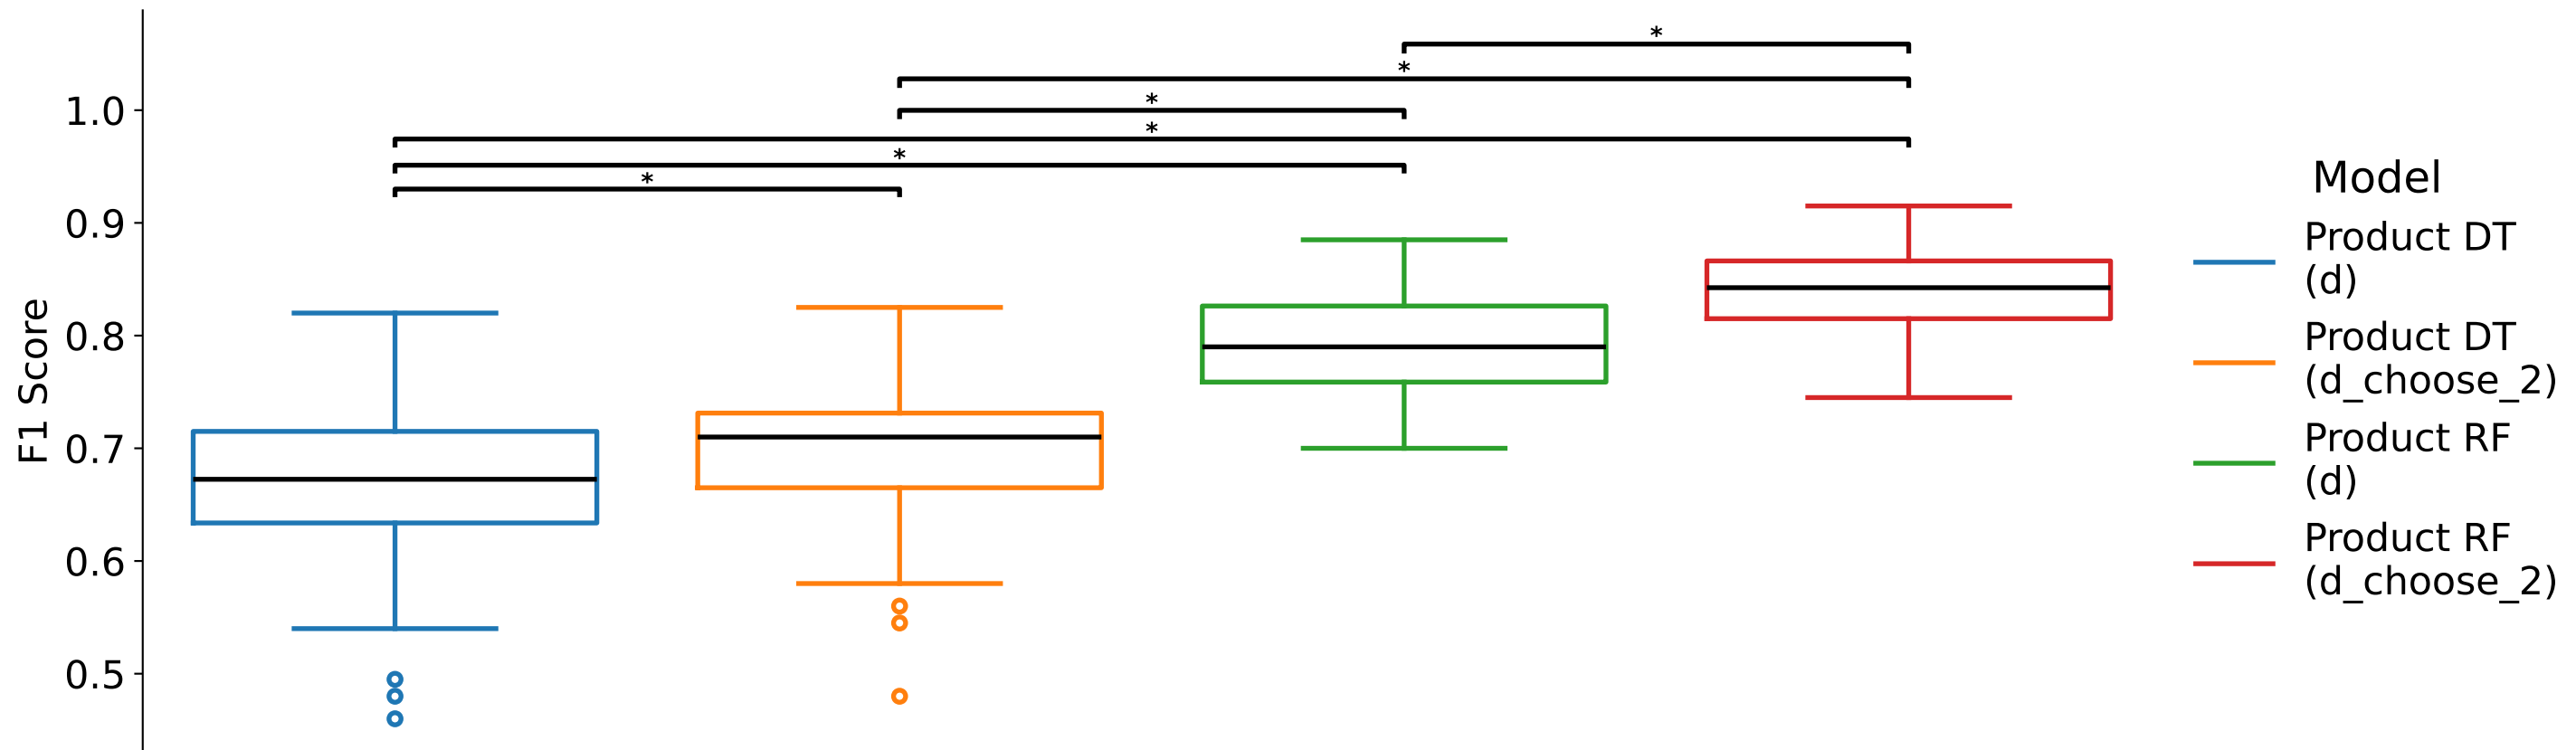 *
*
*
*
*
*
1.0
0.9
0.8
0.7
0.6
0.5
F1 Score
Model
Product DT
(d)
Product DT
(d_choose_2)
Product RF
(d)
Product RF
(d_choose_2)